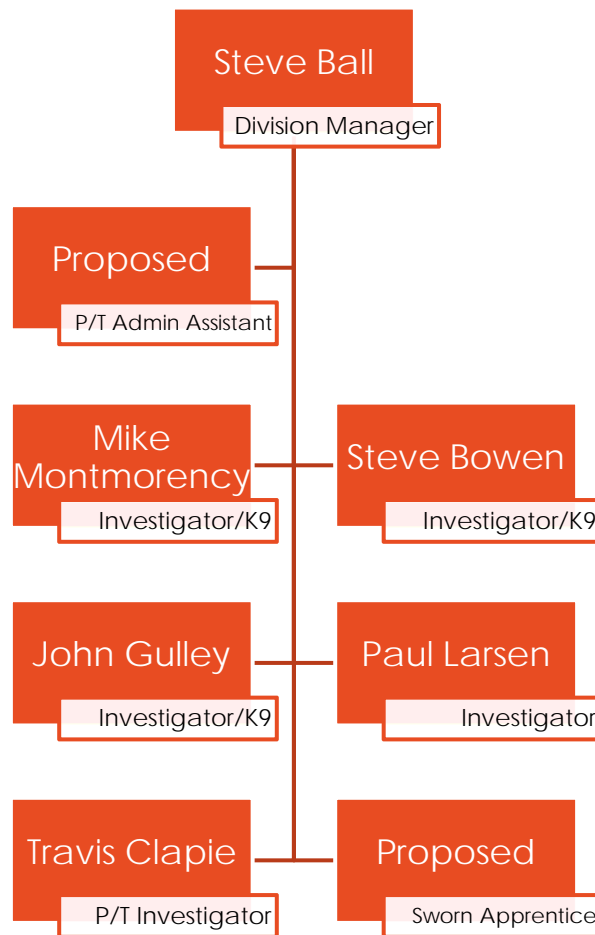 Steve Ball
Division Manager
Proposed
P/T Admin Assistant
Mike
Montmorency
Investigator/K9
Steve Bowen
Investigator/K9
John Gulley
Investigator/K9
Paul Larsen
Investigator
Travis Clapie
P/T Investigator
Proposed
Sworn Apprentice